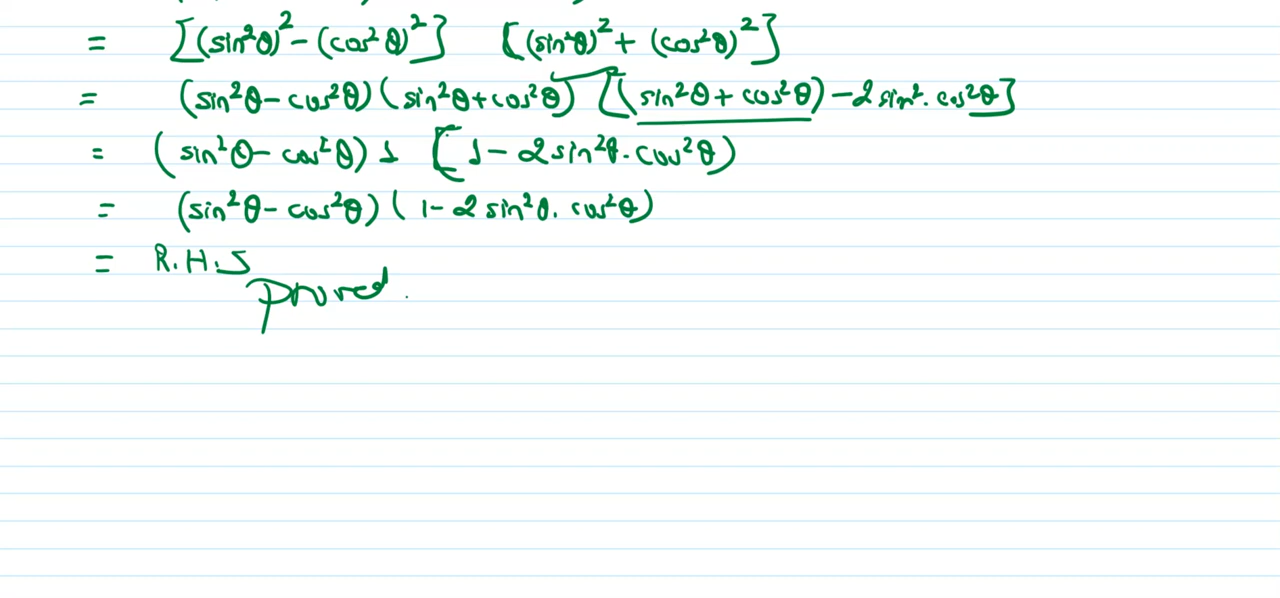 = [(sin²θ)² - (cos²θ)²] [(sin²θ)² + (cos²θ)²]
= (sin²θ - cos²θ) (sin²θ + cos²θ) [(sin²θ + cos²θ) - 2 sin². cos²θ]
= (sin²θ - cos²θ) 1 [1 - 2 sin²θ. cos²θ)
= (sin²θ - cos²θ) (1 - 2 sin²θ. cos²θ)
= R.H.S
proved.